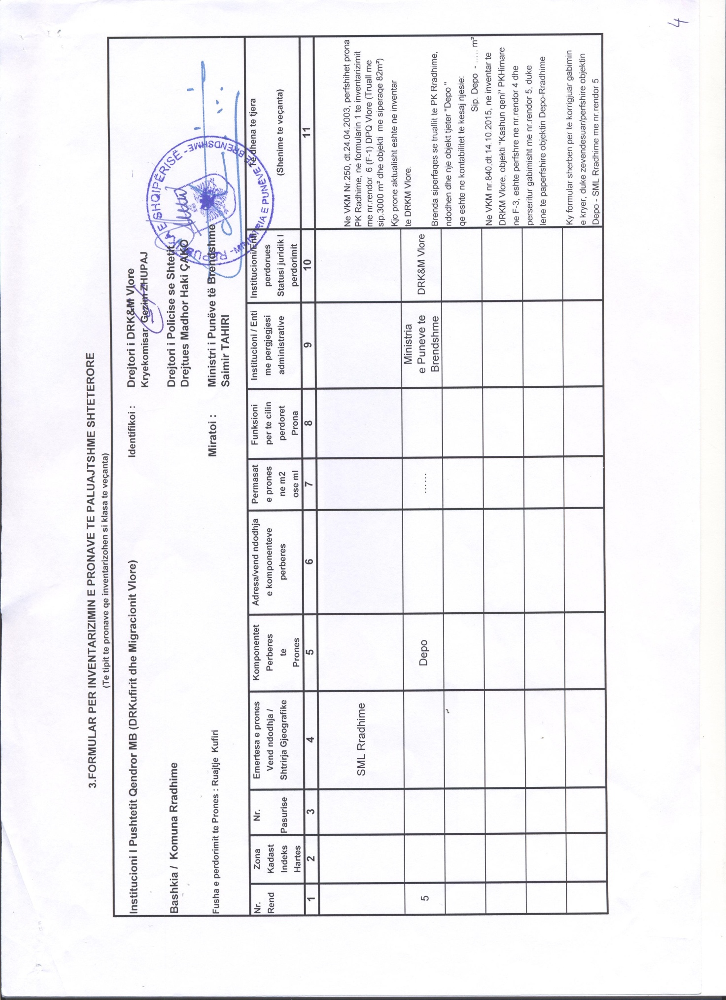 4
3.FORMULAR PER INVENTARIZIMIN E PRONAVE TE PALUAJTSHME SHTETERORE
(Te tipit te pronave qe inventarizohen si klasa te veçanta)
Institucioni I Pushtetit Qendror MB (DRKufirit dhe Migracionit Vlore)
Identifikoi :
Drejtori i DRK&M Vlore
Kryekomisar Gezim ZHUPAJ
Bashkia / Komuna Rradhime
Drejtori i Policise se Shtetit
Drejtues Madhor Haki ÇAKO
Fusha e perdorimit te Prones : Ruajtje Kufiri
Miratoi :
Ministri i Punëve të Brendshme
Saimir TAHIRI
REPUBLIKA E SHQIPËRISË - MINISTRIA E PUNËVE TË BRENDSHME -
Nr.
Rend
Zona
Kadast
Indeks
Hartes
Nr.
Pasurise
Emertesa e prones
Vend ndodhja /
Shtrirja Gjeografike
Komponentet
Perberes
te
Prones
Adresa/vend ndodhja
e komponenteve
perberes
Permasat
e prones
ne m2
ose ml
Funksioni
per te cilin
perdoret
Prona
Institucioni / Enti
me pergjegjesi
administrative
Institucioni/Enti
perdorues
Statusi juridik I
perdorimit
Te dhena te tjera
(Shenime te veçanta)
1 2 3 4 5 6 7 8 9 10 11
SML Rradhime
Ne VKM Nr.250, dt.24.04.2003, perfshihet prona
PK Radhime, ne formularin 1 te inventarizimit
me nr.rendor 6 (F-1) DPQ Vlore (Truall me
sip.3000 m² dhe objekti me siperaqe 82m²)
Kjo prone aktualisht eshte ne inventar
te DRKM Vlore.
5
Depo
.......
Ministria
e Puneve te
Brendshme
DRK&M Vlore
Brenda siperfaqes se truallit te PK Rradhime,
ndodhen dhe nje objekt tjeter "Depo "
qe eshte ne kontabilitet te kesaj njesie:
Sip. Depo - ..... m²
Ne VKM nr.840,dt.14.10.2015, ne inventar te
DRKM Vlore, objekti "Kashun qeni" PKHimare
ne F-3, eshte perfshre ne nr.rendor 4 dhe
perseritur gabimisht me nr.rendor 5, duke
lene te paperfshire objektin Depo-Rradhime
Ky formular sherben per te korrigjuar gabimin
e kryer, duke zevendesuar/perfshire objektin
Depo - SML Rradhime me nr.rendor 5